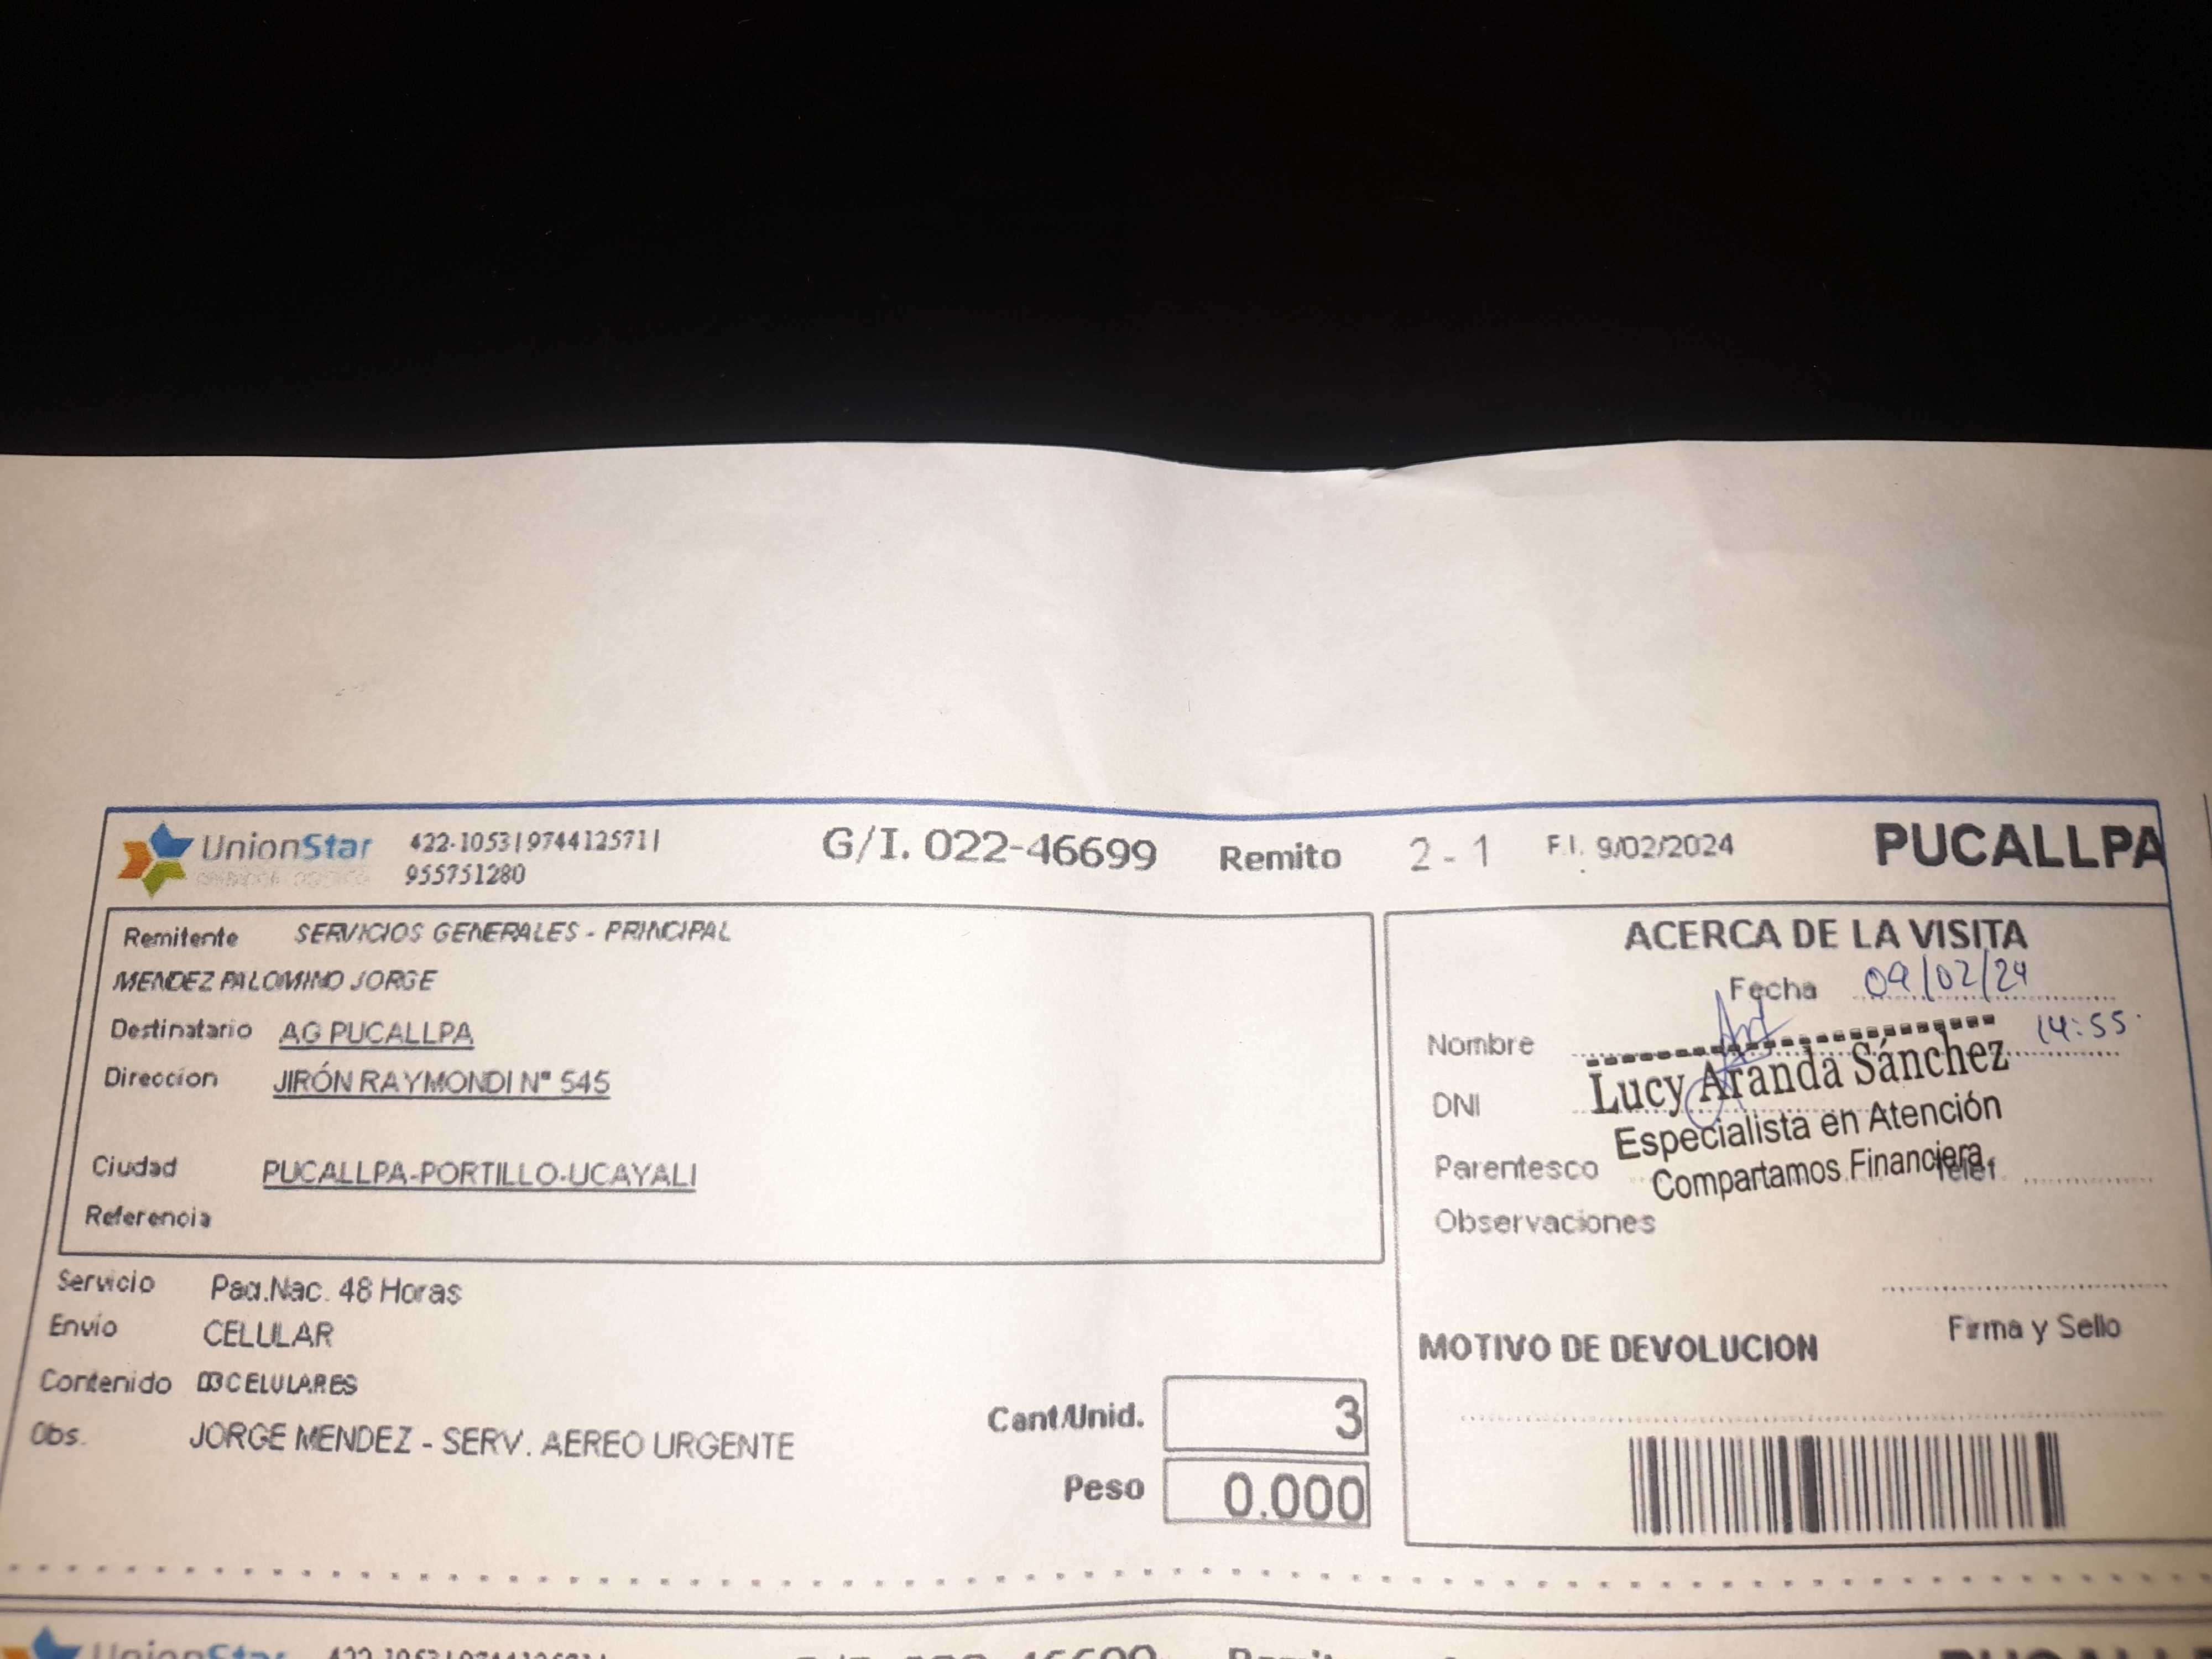 UnionStar 422-1053|974412571| G/I. 022-46699 Remito 2 - 1 F.I. 9/02/2024 PUCALLPA
955751280
Remitente SERVICIOS GENERALES - PRINCIPAL
MENDEZ PALOMINO JORGE
Destinatario AG PUCALLPA
Direccion JIRÓN RAYMONDI N° 545
Ciudad PUCALLPA-PORTILLO-UCAYALI
Referencia
Servicio Paq.Nac. 48 Horas
Envio CELULAR
Contenido 03 CELULARES
Obs. JORGE MENDEZ - SERV. AEREO URGENTE
Cant/Unid. 3
Peso 0.000
ACERCA DE LA VISITA
Fecha 09/02/24
14:55
Nombre
Lucy Aranda Sánchez
DNI
Especialista en Atención
Parentesco
Compartamos Financiera
Telef.
Observaciones
Firma y Sello
MOTIVO DE DEVOLUCION
UnionStar